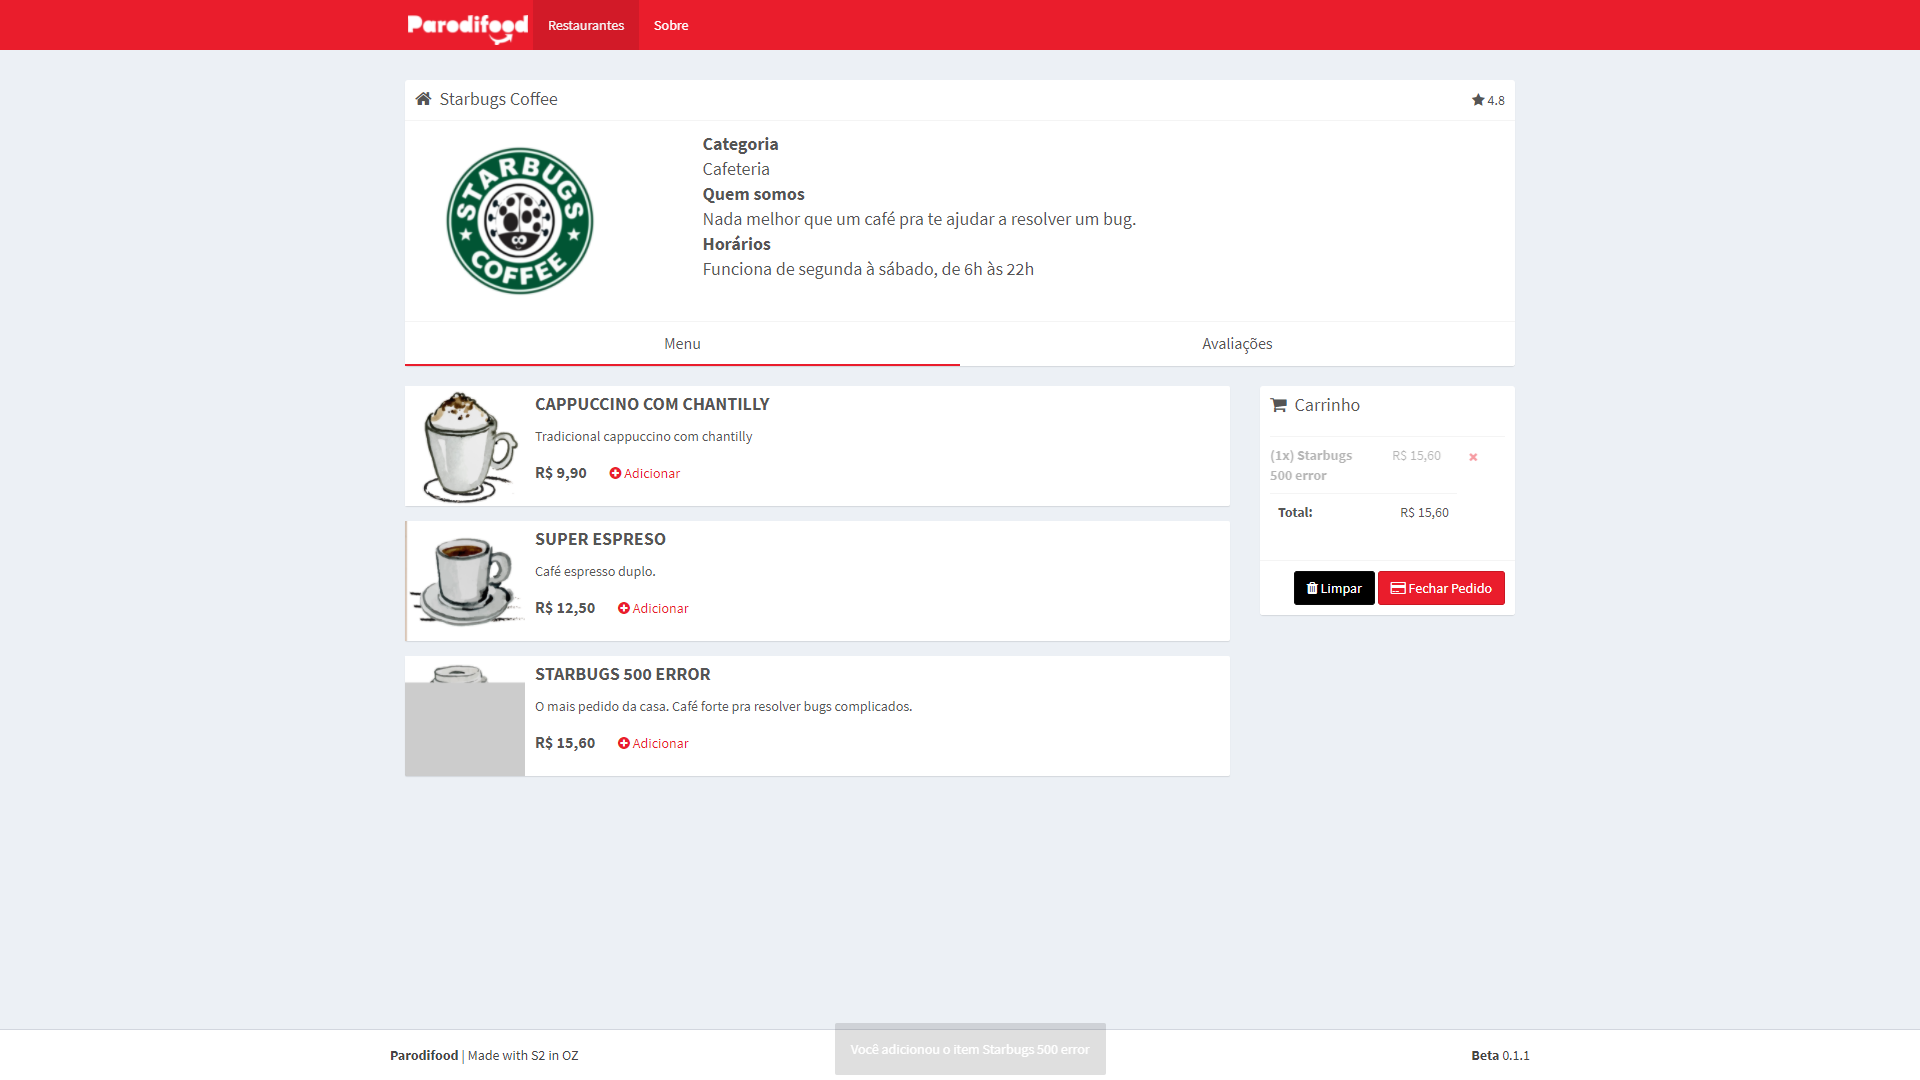 Parodifood
Restaurantes
Sobre
Starbugs Coffee
4.8
STARBUGS
COFFEE
Categoria
Cafeteria
Quem somos
Nada melhor que um café pra te ajudar a resolver um bug.
Horários
Funciona de segunda à sábado, de 6h às 22h
Menu
Avaliações
CAPPUCCINO COM CHANTILLY
Tradicional cappuccino com chantilly
R$ 9,90 Adicionar
SUPER ESPRESO
Café espresso duplo.
R$ 12,50 Adicionar
STARBUGS 500 ERROR
O mais pedido da casa. Café forte pra resolver bugs complicados.
R$ 15,60 Adicionar
Carrinho
(1x) Starbugs R$ 15,60
500 error
Total: R$ 15,60
Limpar
Fechar Pedido
Parodifood | Made with S2 in OZ
Você adicionou o item Starbugs 500 error
Beta 0.1.1